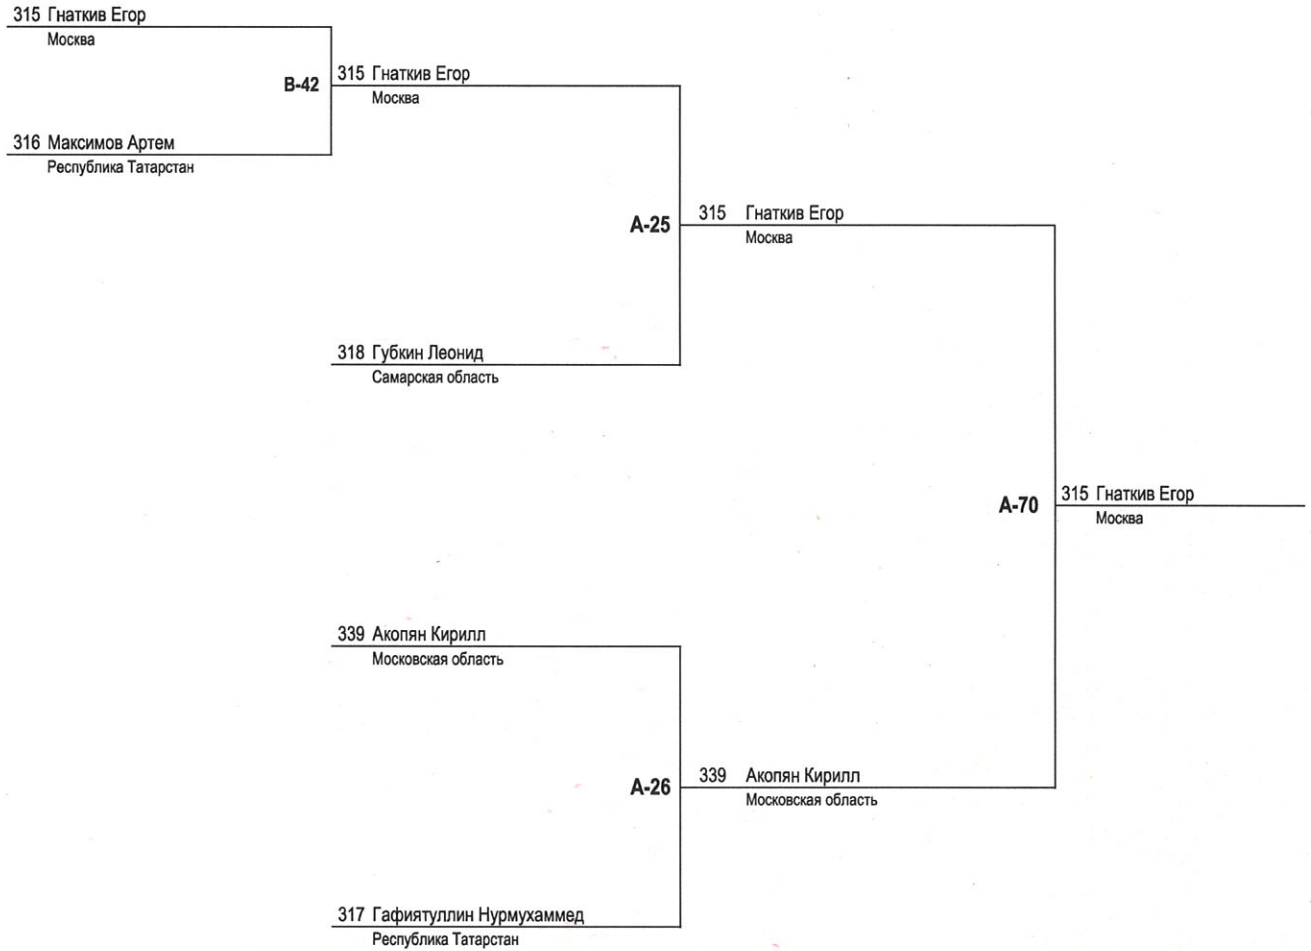 315 Гнаткив Егор
Москва
B-42
315 Гнаткив Егор
Москва
316 Максимов Артем
Республика Татарстан
A-25
315 Гнаткив Егор
Москва
318 Губкин Леонид
Самарская область
A-70
315 Гнаткив Егор
Москва
339 Акопян Кирилл
Московская область
A-26
339 Акопян Кирилл
Московская область
317 Гафиятуллин Нурмухаммед
Республика Татарстан